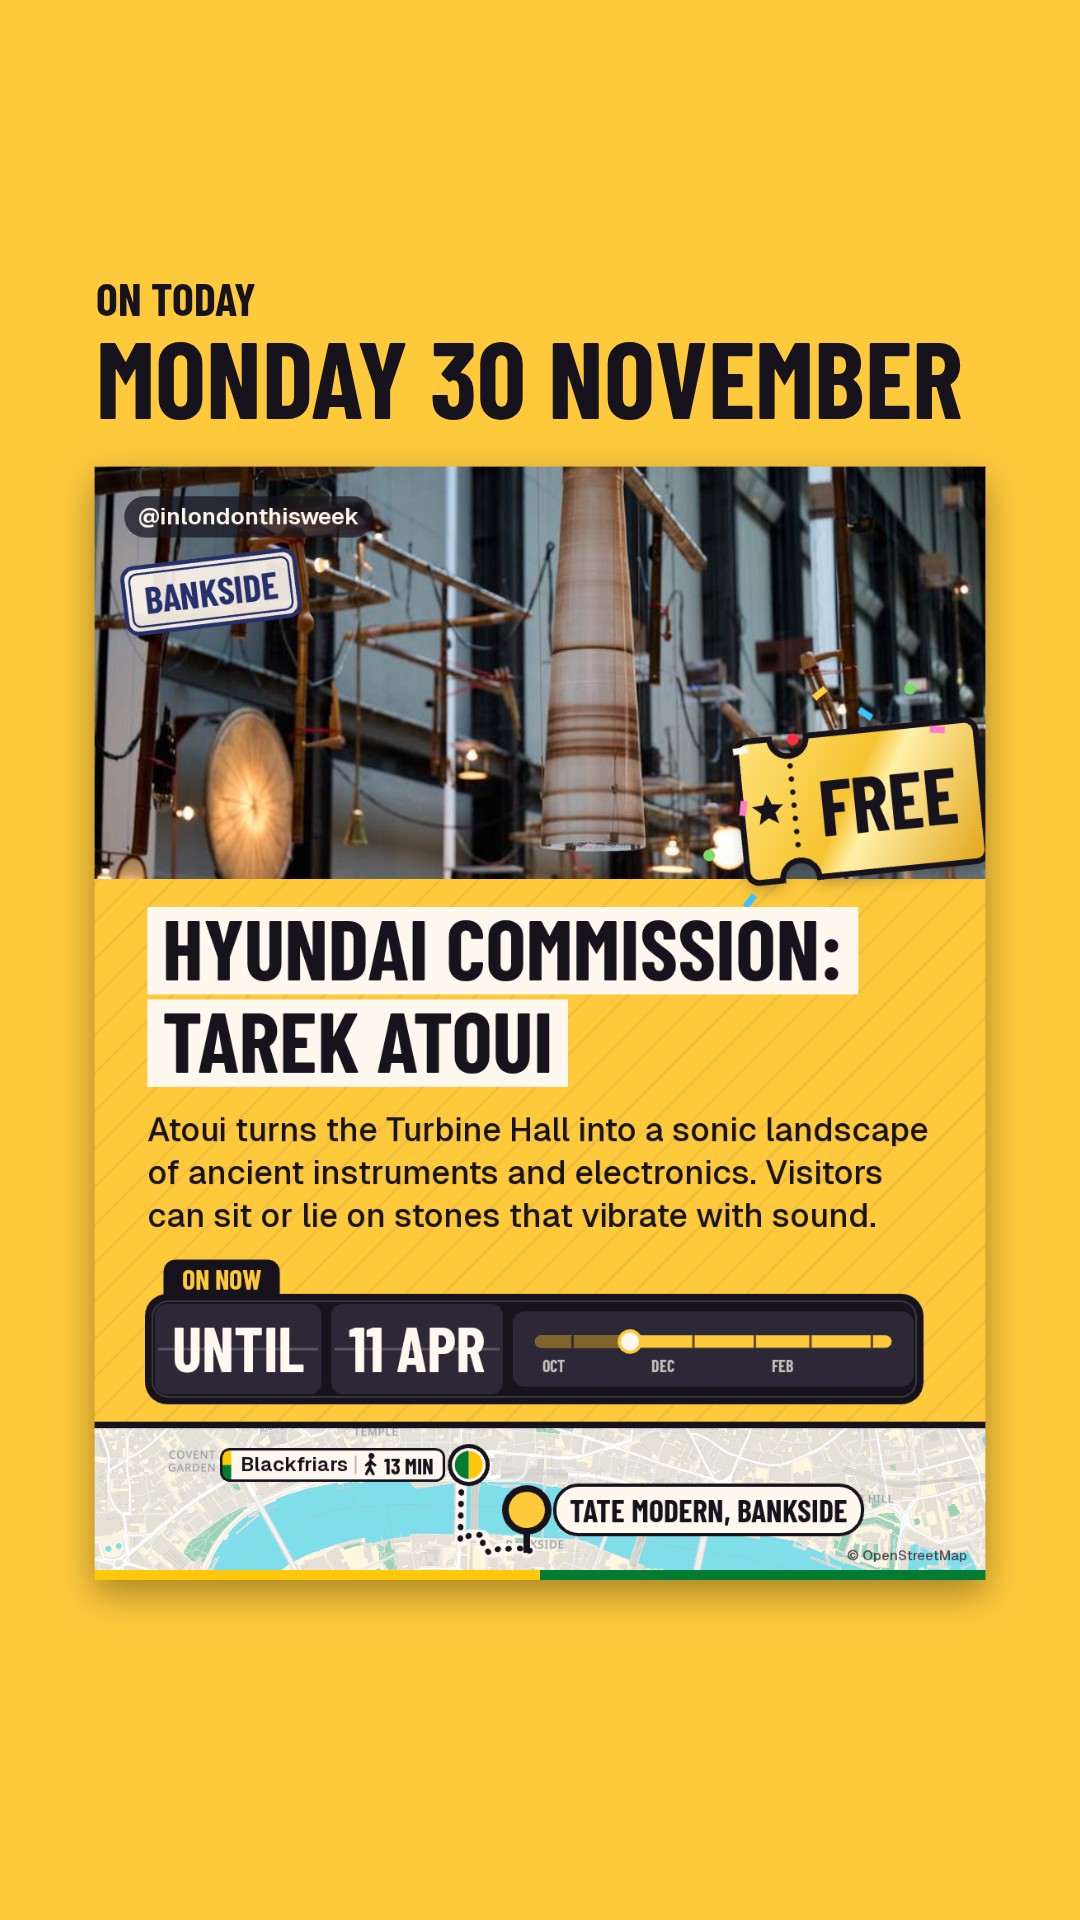 ON TODAY
MONDAY 30 NOVEMBER
@inlondonthisweek
BANKSIDE
FREE
HYUNDAI COMMISSION:
TAREK ATOUI
Atoui turns the Turbine Hall into a sonic landscape
of ancient instruments and electronics. Visitors
can sit or lie on stones that vibrate with sound.
ON NOW
UNTIL 11 APR
OCT DEC FEB
TEMPLE
COVENT
GARDEN
Blackfriars 13 MIN
HILL
TATE MODERN, BANKSIDE
© OpenStreetMap